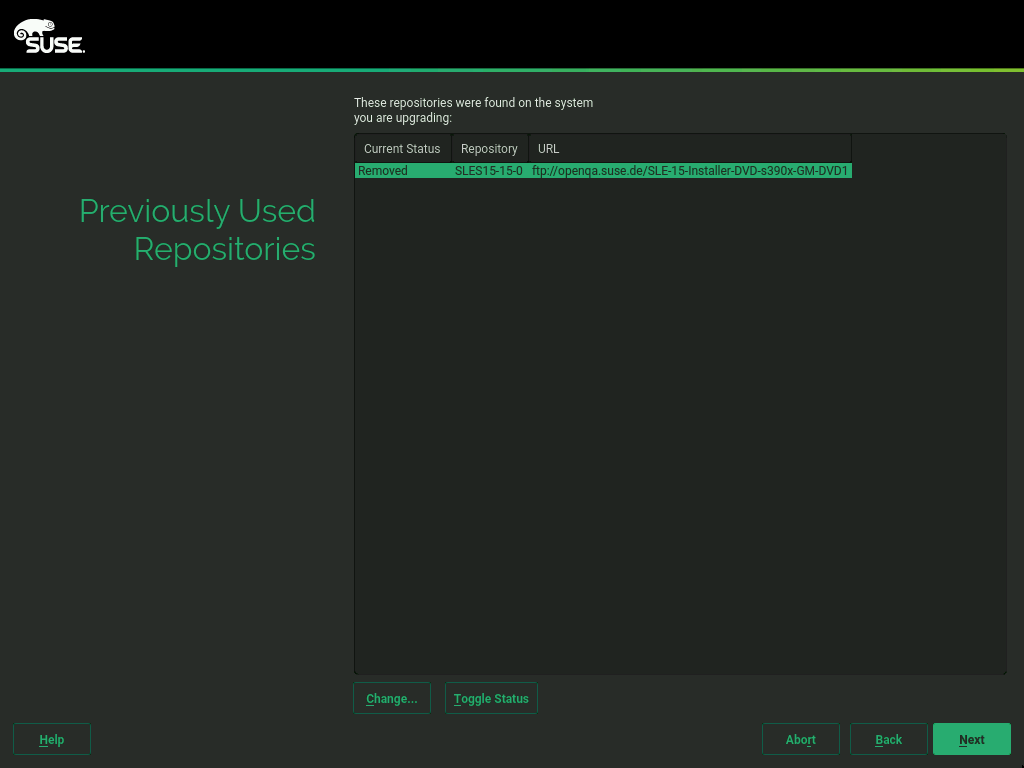 SUSE.
These repositories were found on the system
you are upgrading:
Current Status Repository URL
Removed SLES15-15-0 ftp://openqa.suse.de/SLE-15-Installer-DVD-s390x-GM-DVD1
Previously Used
Repositories
Change... Toggle Status
Help Abort Back Next